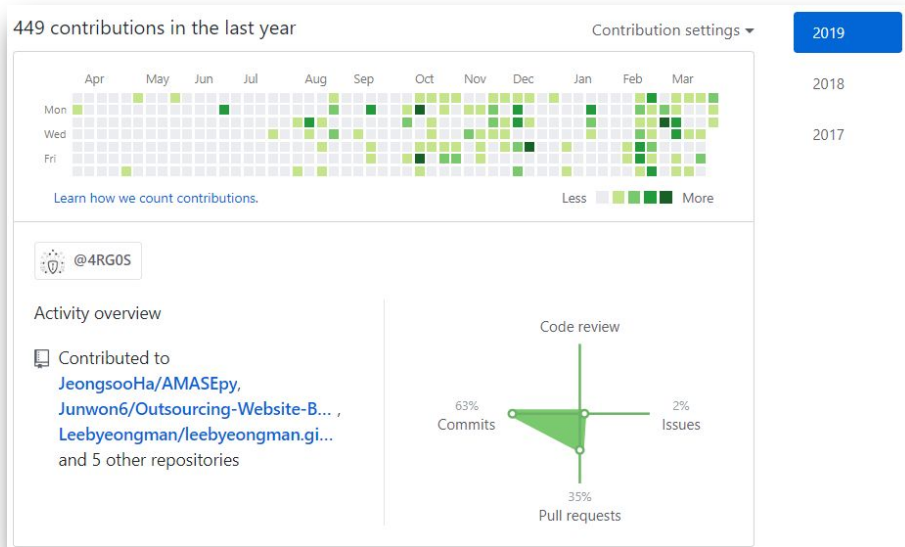 449 contributions in the last year
Contribution settings
2019
2018
2017
Apr May Jun Jul Aug Sep Oct Nov Dec Jan Feb Mar
Mon
Wed
Fri
Learn how we count contributions.
Less More
@4RG0S
Activity overview
Contributed to
JeongsooHa/AMASEpy,
Junwon6/Outsourcing-Website-B... ,
Leebyeongman/leebyeongman.gi...
and 5 other repositories
Code review
63%
Commits
2%
Issues
35%
Pull requests